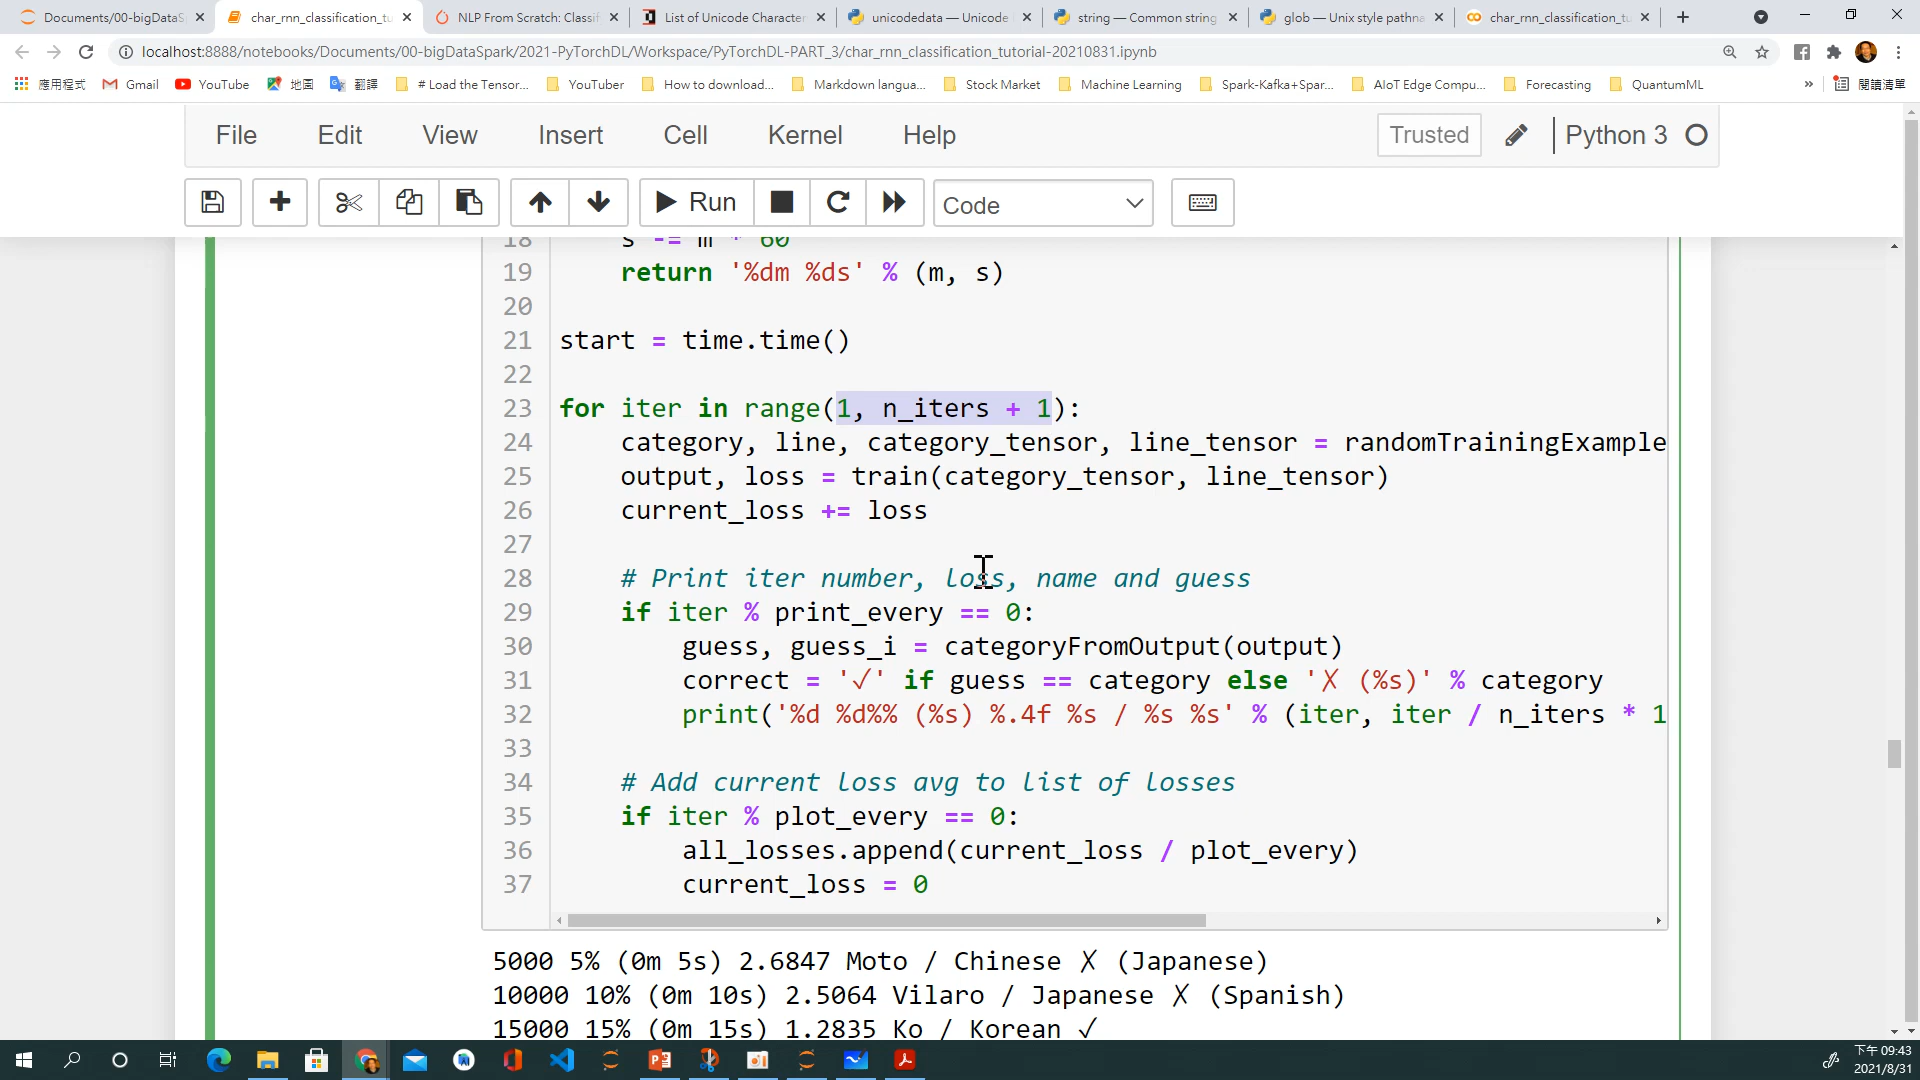 Documents/00-bigDataS
char_rnn_classification_tu
NLP From Scratch: Classif
List of Unicode Character
unicodedata — Unicode
string — Common string
glob — Unix style pathna
char_rnn_classification_tu
localhost:8888/notebooks/Documents/00-bigDataSpark/2021-PyTorchDL/Workspace/PyTorchDL-PART_3/char_rnn_classification_tutorial-20210831.ipynb
應用程式
Gmail
YouTube
地圖
翻譯
# Load the Tensor...
YouTuber
How to download...
Markdown langua...
Stock Market
Machine Learning
Spark-Kafka+Spar...
AIoT Edge Compu...
Forecasting
QuantumML
»
閱讀清單
File Edit View Insert Cell Kernel Help
Trusted
Python 3
Run
Code
18 s -= m * 60
19 return '%dm %ds' % (m, s)
20
21 start = time.time()
22
23 for iter in range(1, n_iters + 1):
24 category, line, category_tensor, line_tensor = randomTrainingExample
25 output, loss = train(category_tensor, line_tensor)
26 current_loss += loss
27
28 # Print iter number, loss, name and guess
29 if iter % print_every == 0:
30 guess, guess_i = categoryFromOutput(output)
31 correct = '✓' if guess == category else '✗ (%s)' % category
32 print('%d %d%% (%s) %.4f %s / %s %s' % (iter, iter / n_iters * 1
33
34 # Add current loss avg to list of losses
35 if iter % plot_every == 0:
36 all_losses.append(current_loss / plot_every)
37 current_loss = 0
5000 5% (0m 5s) 2.6847 Moto / Chinese ✗ (Japanese)
10000 10% (0m 10s) 2.5064 Vilaro / Japanese ✗ (Spanish)
15000 15% (0m 15s) 1.2835 Ko / Korean ✓
下午 09:43
2021/8/31